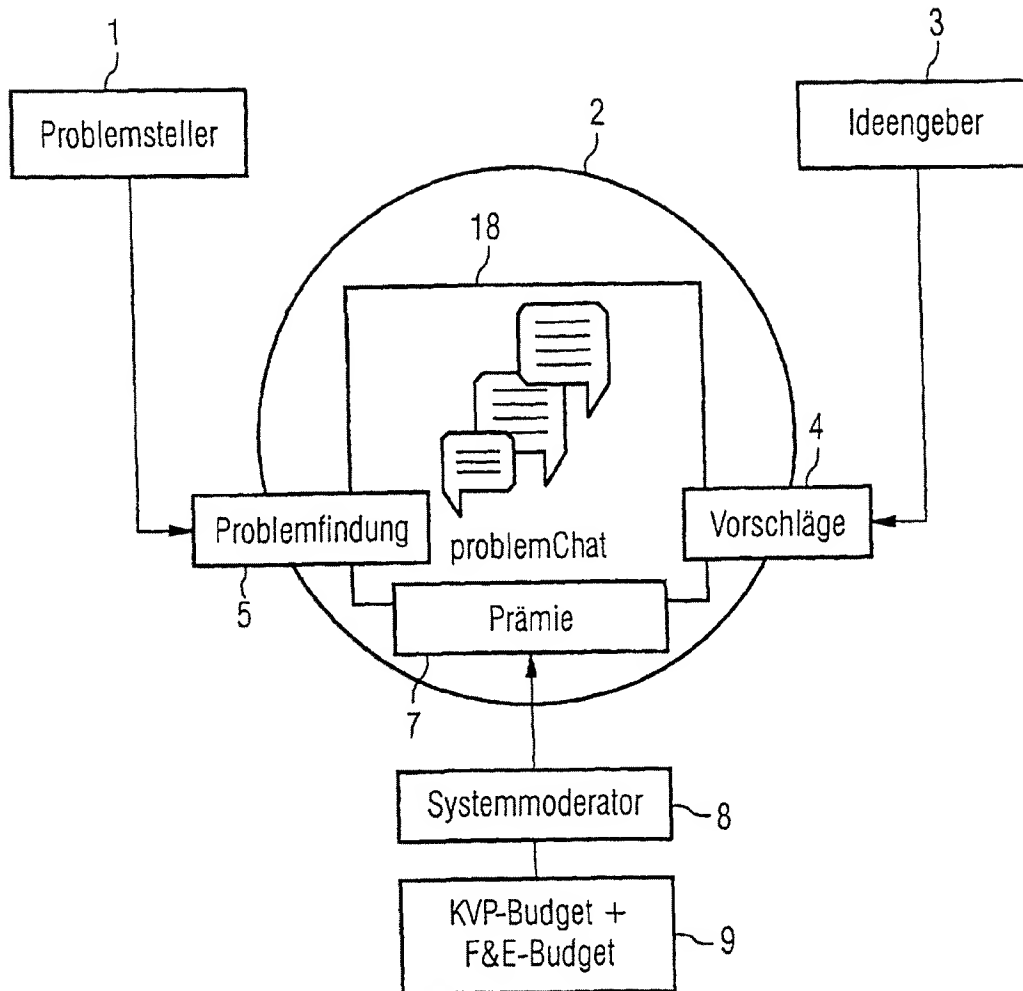 1
3
Problemsteller
Ideengeber
2
18
4
Problemfindung
Vorschläge
problemChat
5
Prämie
7
Systemmoderator
8
KVP-Budget +
F&E-Budget
9